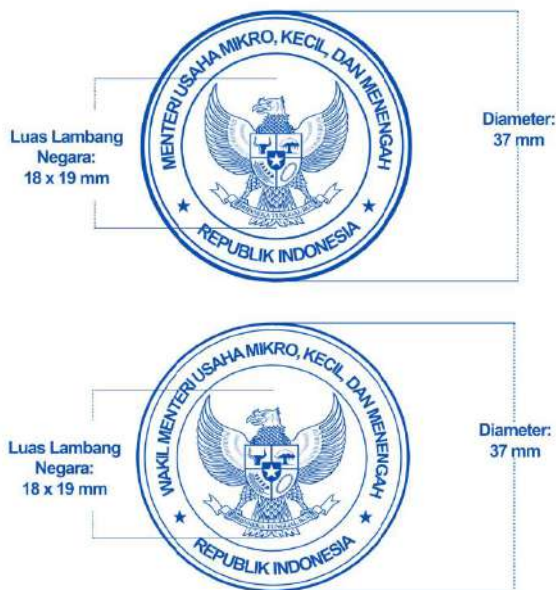 MENTERI USAHA MIKRO, KECIL, DAN MENENGAH
Luas Lambang
Negara:
18 x 19 mm
Diameter:
37 mm
REPUBLIK INDONESIA
WAKIL MENTERI USAHA MIKRO, KECIL, DAN MENENGAH
Luas Lambang
Negara:
18 x 19 mm
Diameter:
37 mm
REPUBLIK INDONESIA